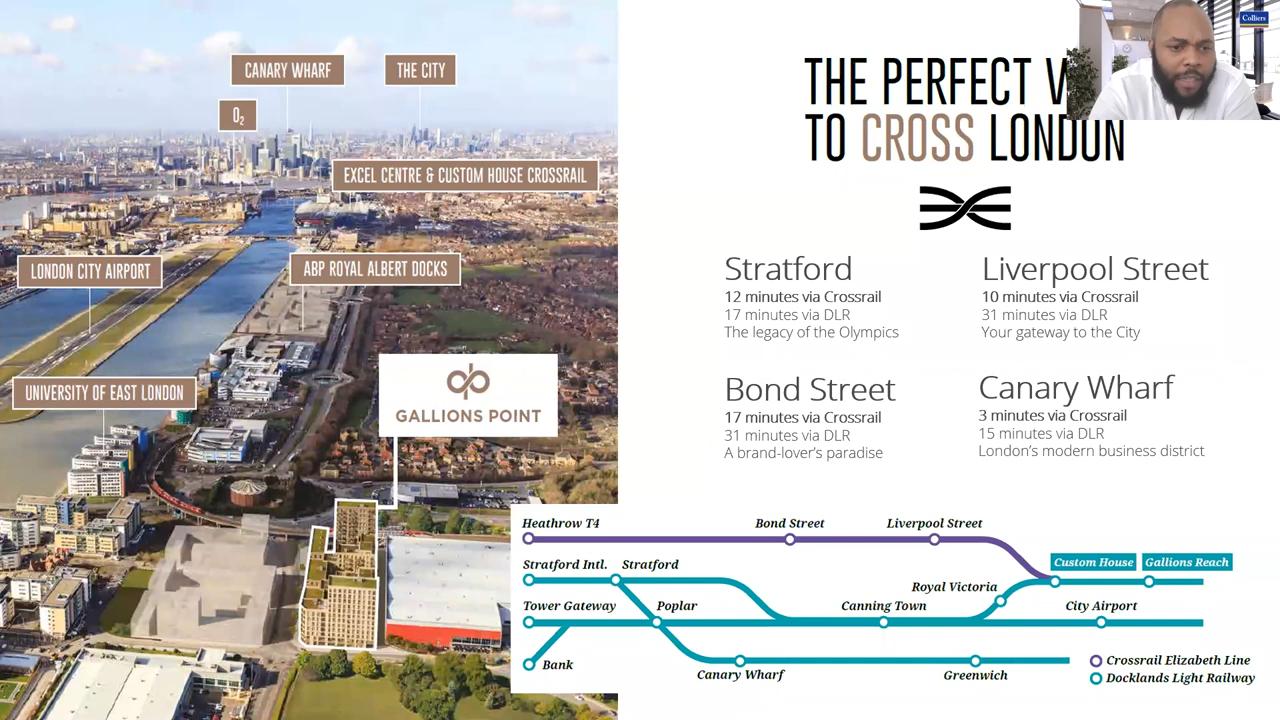 CANARY WHARF
THE CITY
O2
EXCEL CENTRE & CUSTOM HOUSE CROSSRAIL
LONDON CITY AIRPORT
ABP ROYAL ALBERT DOCKS
UNIVERSITY OF EAST LONDON
GALLIONS POINT
Colliers
THE PERFECT
TO CROSS LONDON
Stratford
12 minutes via Crossrail
17 minutes via DLR
The legacy of the Olympics
Liverpool Street
10 minutes via Crossrail
31 minutes via DLR
Your gateway to the City
Bond Street
17 minutes via Crossrail
31 minutes via DLR
A brand-lover's paradise
Canary Wharf
3 minutes via Crossrail
15 minutes via DLR
London's modern business district
Heathrow T4
Bond Street
Liverpool Street
Stratford Intl.
Stratford
Custom House
Gallions Reach
Royal Victoria
Tower Gateway
Poplar
Canning Town
City Airport
Bank
Canary Wharf
Greenwich
Crossrail Elizabeth Line
Docklands Light Railway